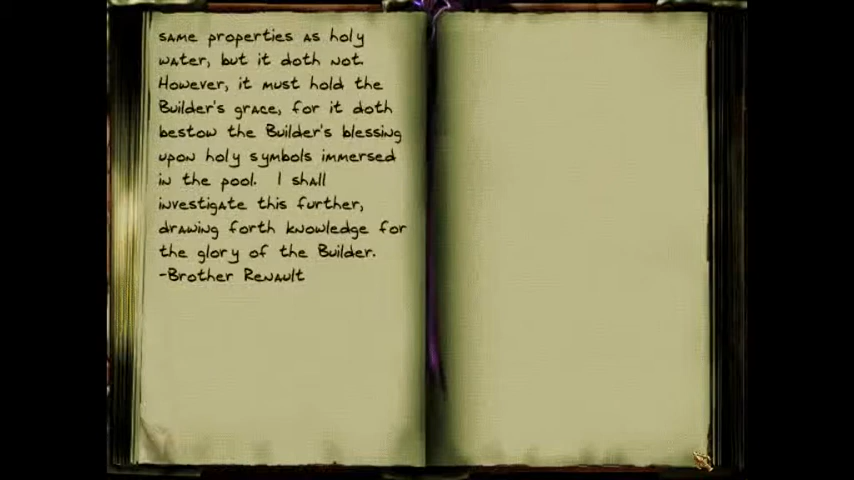 same properties as holy
water, but it doth not.
However, it must hold the
Builder's grace, for it doth
bestow the Builder's blessing
upon holy symbols immersed
in the pool.  I shall
investigate this further,
drawing forth knowledge for
the glory of the Builder.
-Brother Renault